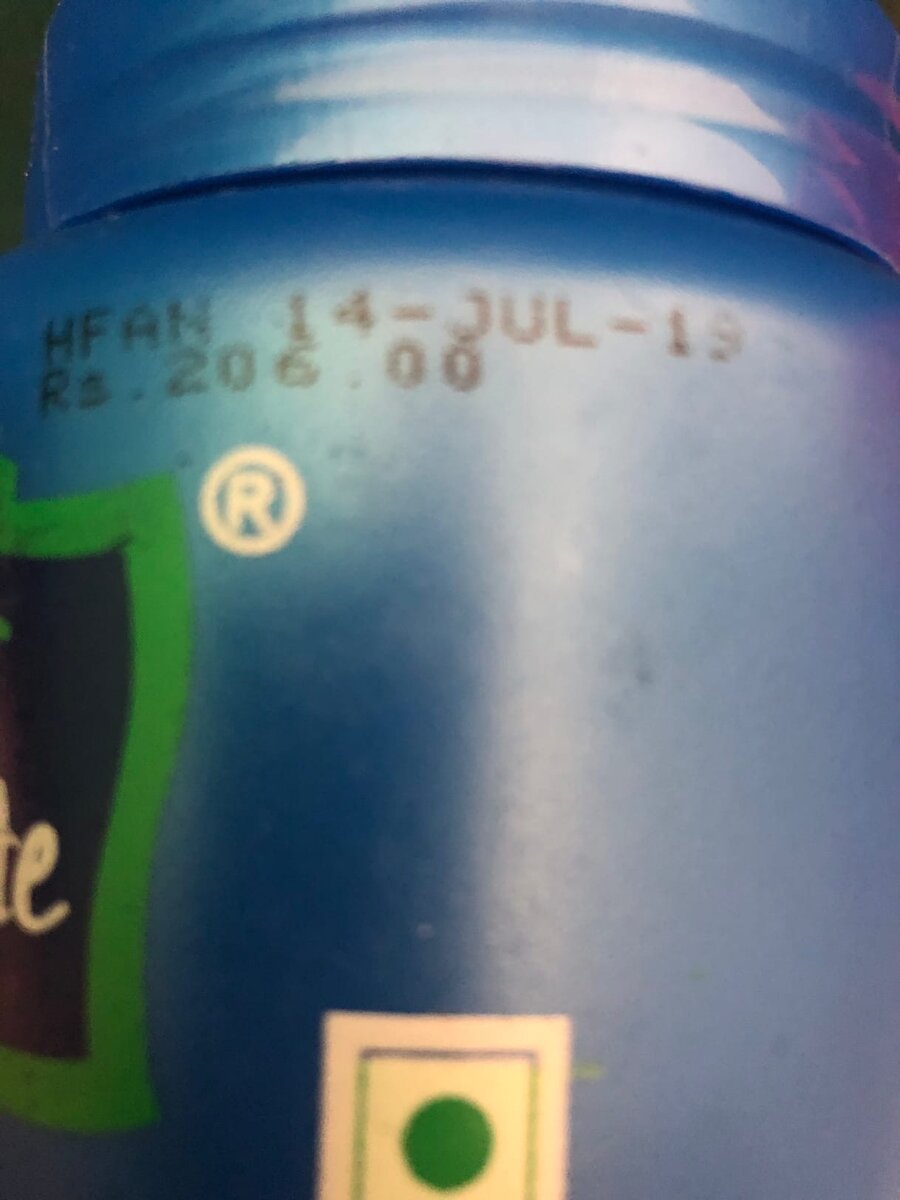 HFAN 14-JUL-19
Rs.206.00
®